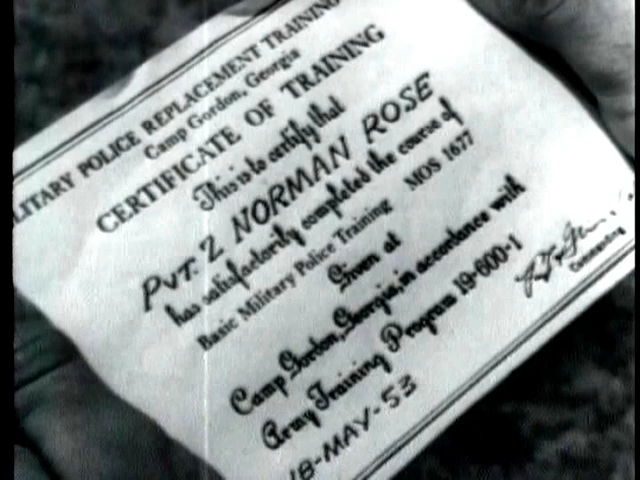 MILITARY POLICE REPLACEMENT TRAINING
Camp Gordon, Georgia
CERTIFICATE OF TRAINING
This is to certify that
PVT. 2 NORMAN ROSE
has satisfactorily completed the course of
Basic Military Police Training MOS 1677
Given at
Camp Gordon, Georgia, in accordance with
Army Training Program 19-600-1
18-MAY-53
Commanding